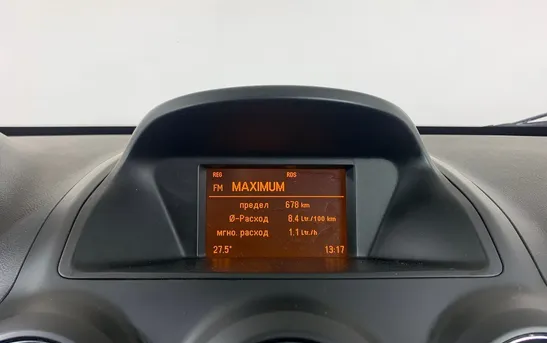 REG RDS
FM MAXIMUM
предел 678 km
Ø-Расход 8.4 Ltr/100 km
мгно. расход 1.1 Ltr/h
27.5° 13:17